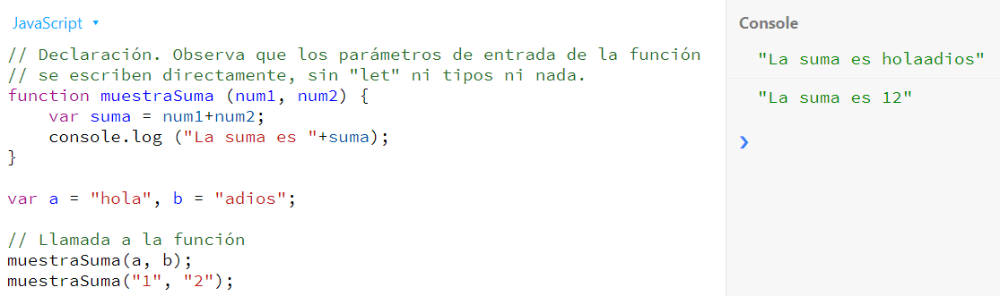 JavaScript
// Declaración. Observa que los parámetros de entrada de la función
// se escriben directamente, sin "let" ni tipos ni nada.
function muestraSuma (num1, num2) {
    var suma = num1+num2;
    console.log ("La suma es "+suma);
}
var a = "hola", b = "adios";
// Llamada a la función
muestraSuma(a, b);
muestraSuma("1", "2");
Console
"La suma es holaadios"
"La suma es 12"